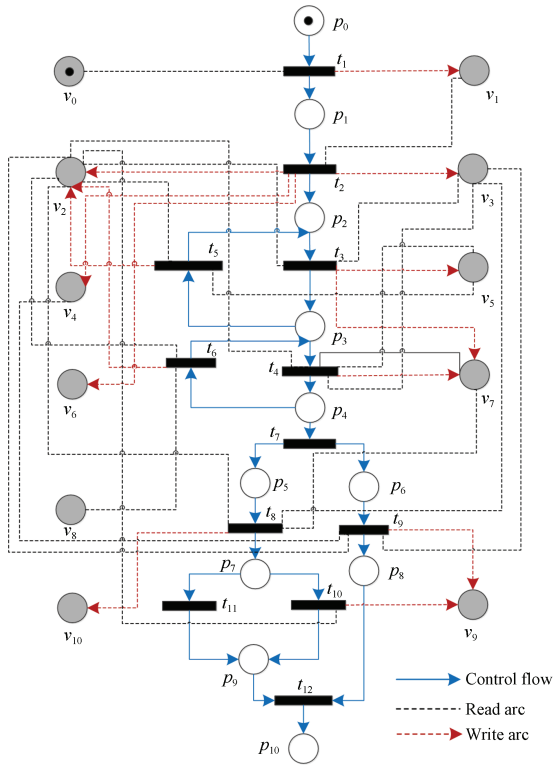 p0
t1
v0
v1
p1
t2
v2
v3
p2
t5
t3
v4
v5
p3
t6
t4
v6
v7
p4
t7
p5
p6
v8
t8
t9
p7
p8
t11
t10
v10
v9
p9
t12
p10
Control flow
Read arc
Write arc